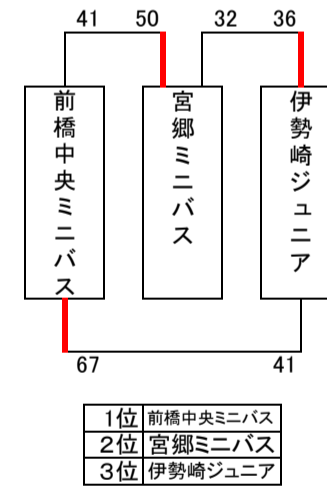 41 50 32 36
前橋中央ミニバス
宮郷ミニバス
伊勢崎ジュニア
67 41
1位 前橋中央ミニバス
2位 宮郷ミニバス
3位 伊勢崎ジュニア